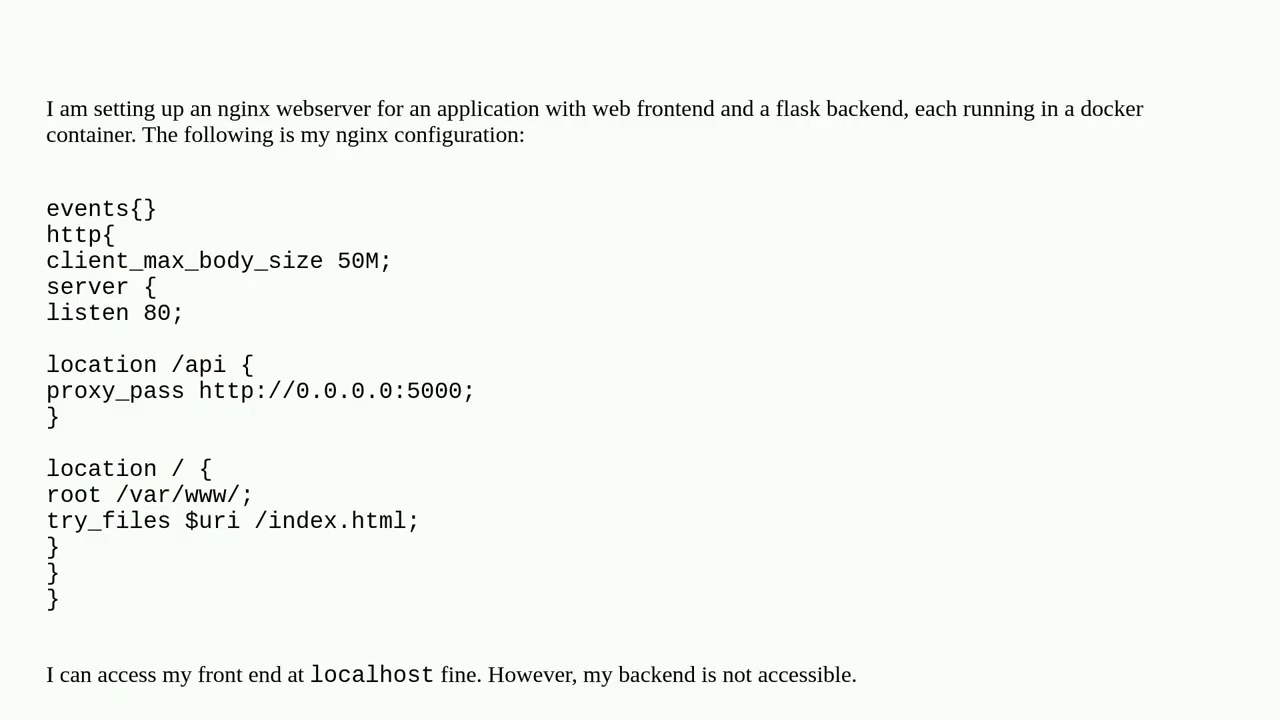 I am setting up an nginx webserver for an application with web frontend and a flask backend, each running in a docker
container. The following is my nginx configuration:
events{}
http{
client_max_body_size 50M;
server {
listen 80;
location /api {
proxy_pass http://0.0.0.0:5000;
}
location / {
root /var/www/;
try_files $uri /index.html;
}
}
}
I can access my front end at localhost fine. However, my backend is not accessible.